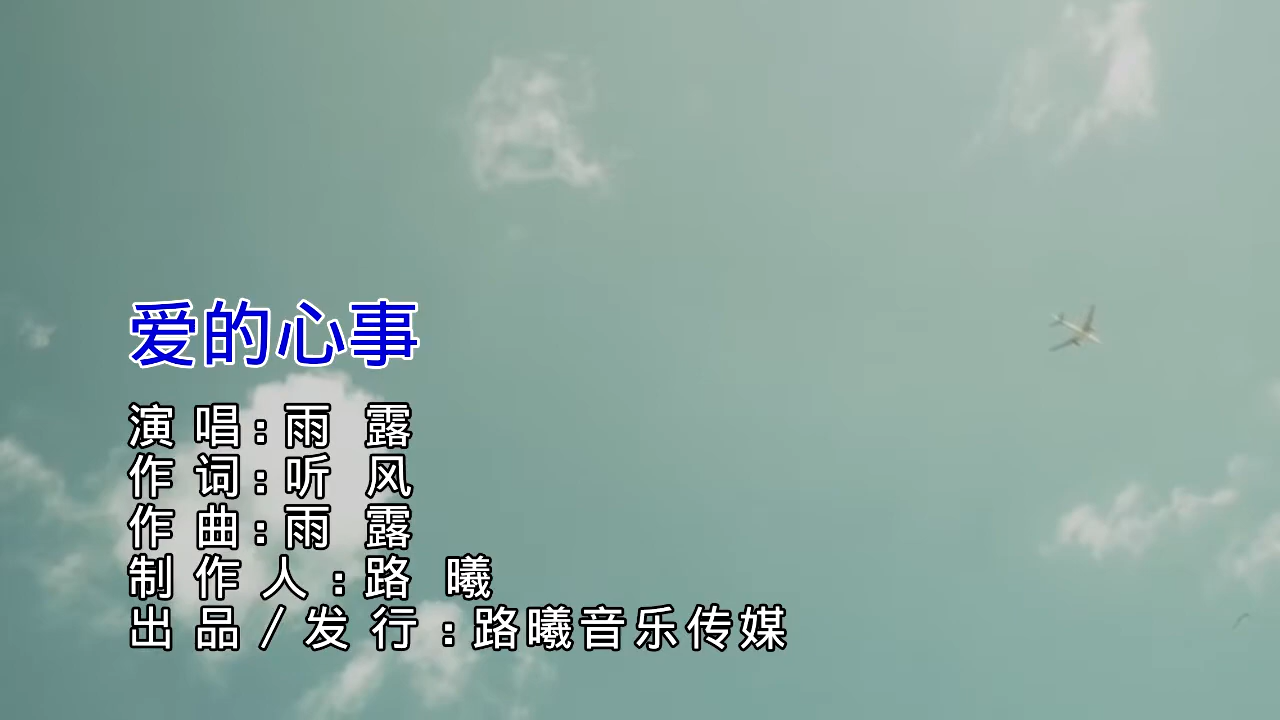 爱的心事
演 唱：雨 露
作 词：听 风
作 曲：雨 露
制 作 人：路 曦
出 品 / 发 行：路曦音乐传媒